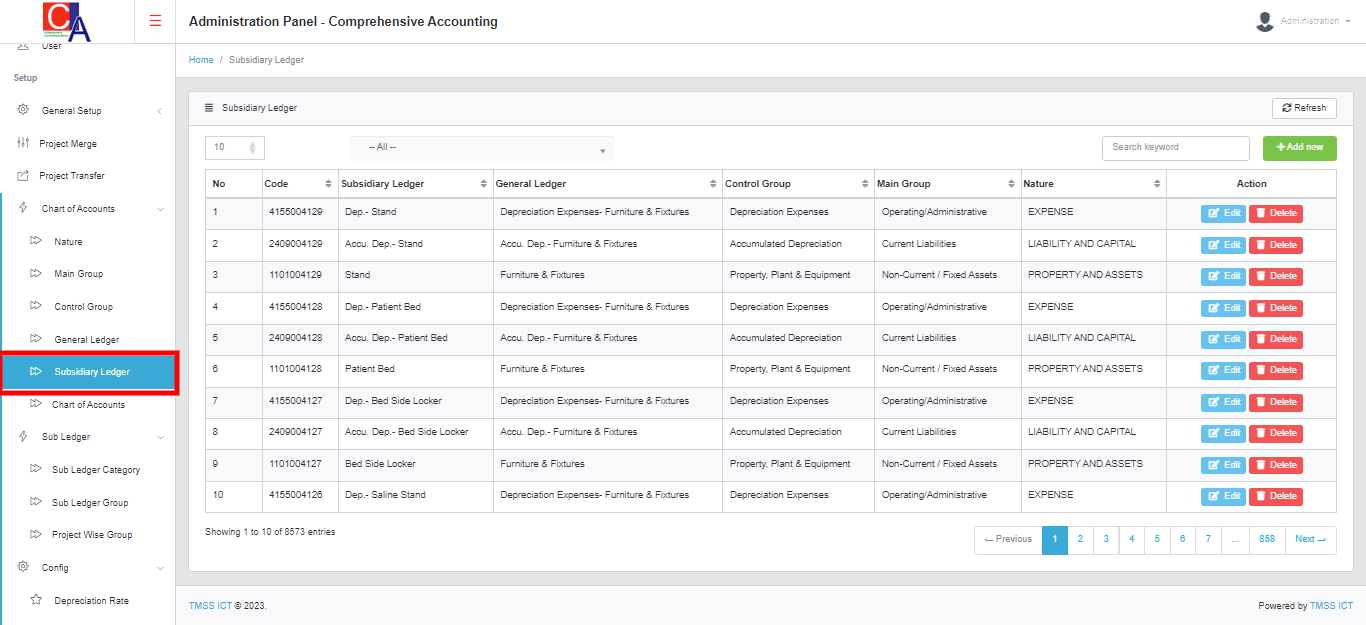 CA
Administration Panel - Comprehensive Accounting
Administration
User
Home / Subsidiary Ledger
Setup
General Setup
Project Merge
Project Transfer
Chart of Accounts
Nature
Main Group
Control Group
General Ledger
Subsidiary Ledger
Chart of Accounts
Sub Ledger
Sub Ledger Category
Sub Ledger Group
Project Wise Group
Config
Depreciation Rate
Subsidiary Ledger
Refresh
10
-- All --
Search keyword
Add new
No Code Subsidiary Ledger General Ledger Control Group Main Group Nature Action
1 4155004129 Dep.- Stand Depreciation Expenses- Furniture & Fixtures Depreciation Expenses Operating/Administrative EXPENSE Edit Delete
2 2409004129 Accu. Dep.- Stand Accu. Dep.- Furniture & Fixtures Accumulated Depreciation Current Liabilities LIABILITY AND CAPITAL Edit Delete
3 1101004129 Stand Furniture & Fixtures Property, Plant & Equipment Non-Current / Fixed Assets PROPERTY AND ASSETS Edit Delete
4 4155004128 Dep.- Patient Bed Depreciation Expenses- Furniture & Fixtures Depreciation Expenses Operating/Administrative EXPENSE Edit Delete
5 2409004128 Accu. Dep.- Patient Bed Accu. Dep.- Furniture & Fixtures Accumulated Depreciation Current Liabilities LIABILITY AND CAPITAL Edit Delete
6 1101004128 Patient Bed Furniture & Fixtures Property, Plant & Equipment Non-Current / Fixed Assets PROPERTY AND ASSETS Edit Delete
7 4155004127 Dep.- Bed Side Locker Depreciation Expenses- Furniture & Fixtures Depreciation Expenses Operating/Administrative EXPENSE Edit Delete
8 2409004127 Accu. Dep.- Bed Side Locker Accu. Dep.- Furniture & Fixtures Accumulated Depreciation Current Liabilities LIABILITY AND CAPITAL Edit Delete
9 1101004127 Bed Side Locker Furniture & Fixtures Property, Plant & Equipment Non-Current / Fixed Assets PROPERTY AND ASSETS Edit Delete
10 4155004126 Dep.- Saline Stand Depreciation Expenses- Furniture & Fixtures Depreciation Expenses Operating/Administrative EXPENSE Edit Delete
Showing 1 to 10 of 8573 entries
Previous 1 2 3 4 5 6 7 ... 858 Next
TMSS ICT © 2023.
Powered by TMSS ICT